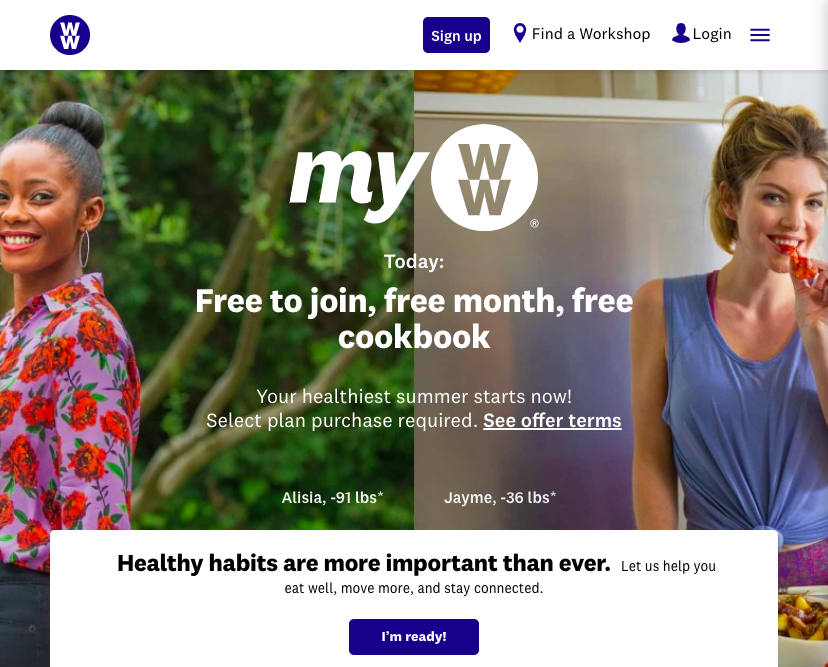 WW
Sign up
Find a Workshop
Login
my WW®
Today:
Free to join, free month, free
cookbook
Your healthiest summer starts now!
Select plan purchase required. See offer terms
Alisia, -91 lbs*
Jayme, -36 lbs*
Healthy habits are more important than ever. Let us help you
eat well, move more, and stay connected.
I'm ready!